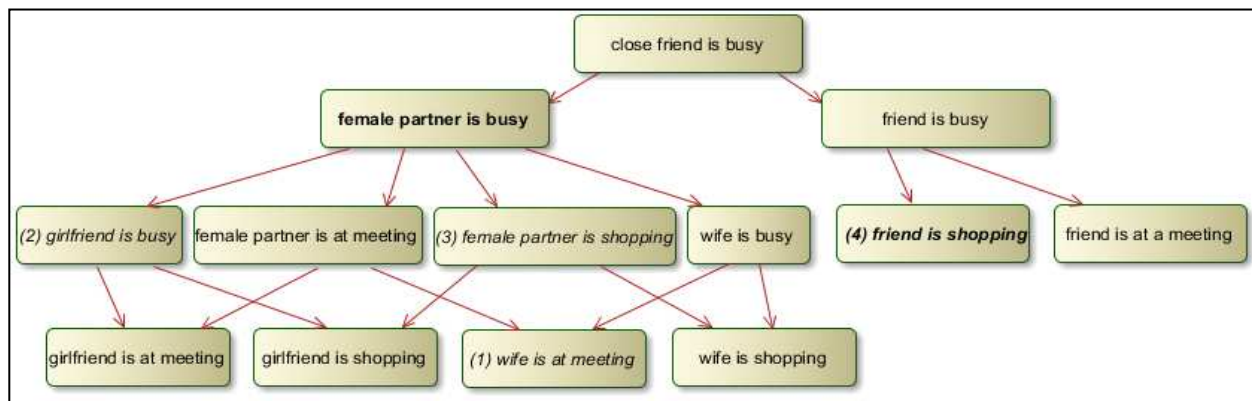 close friend is busy
female partner is busy
friend is busy
(2) girlfriend is busy
female partner is at meeting
(3) female partner is shopping
wife is busy
(4) friend is shopping
friend is at a meeting
girlfriend is at meeting
girlfriend is shopping
(1) wife is at meeting
wife is shopping